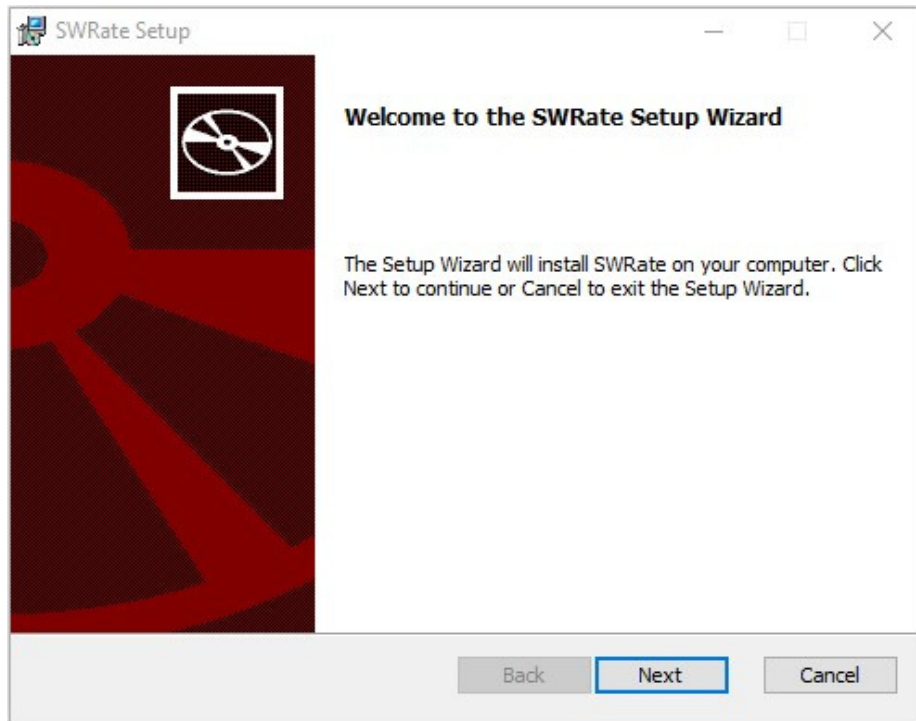 SWRate Setup
Welcome to the SWRate Setup Wizard
The Setup Wizard will install SWRate on your computer. Click
Next to continue or Cancel to exit the Setup Wizard.
Back Next Cancel